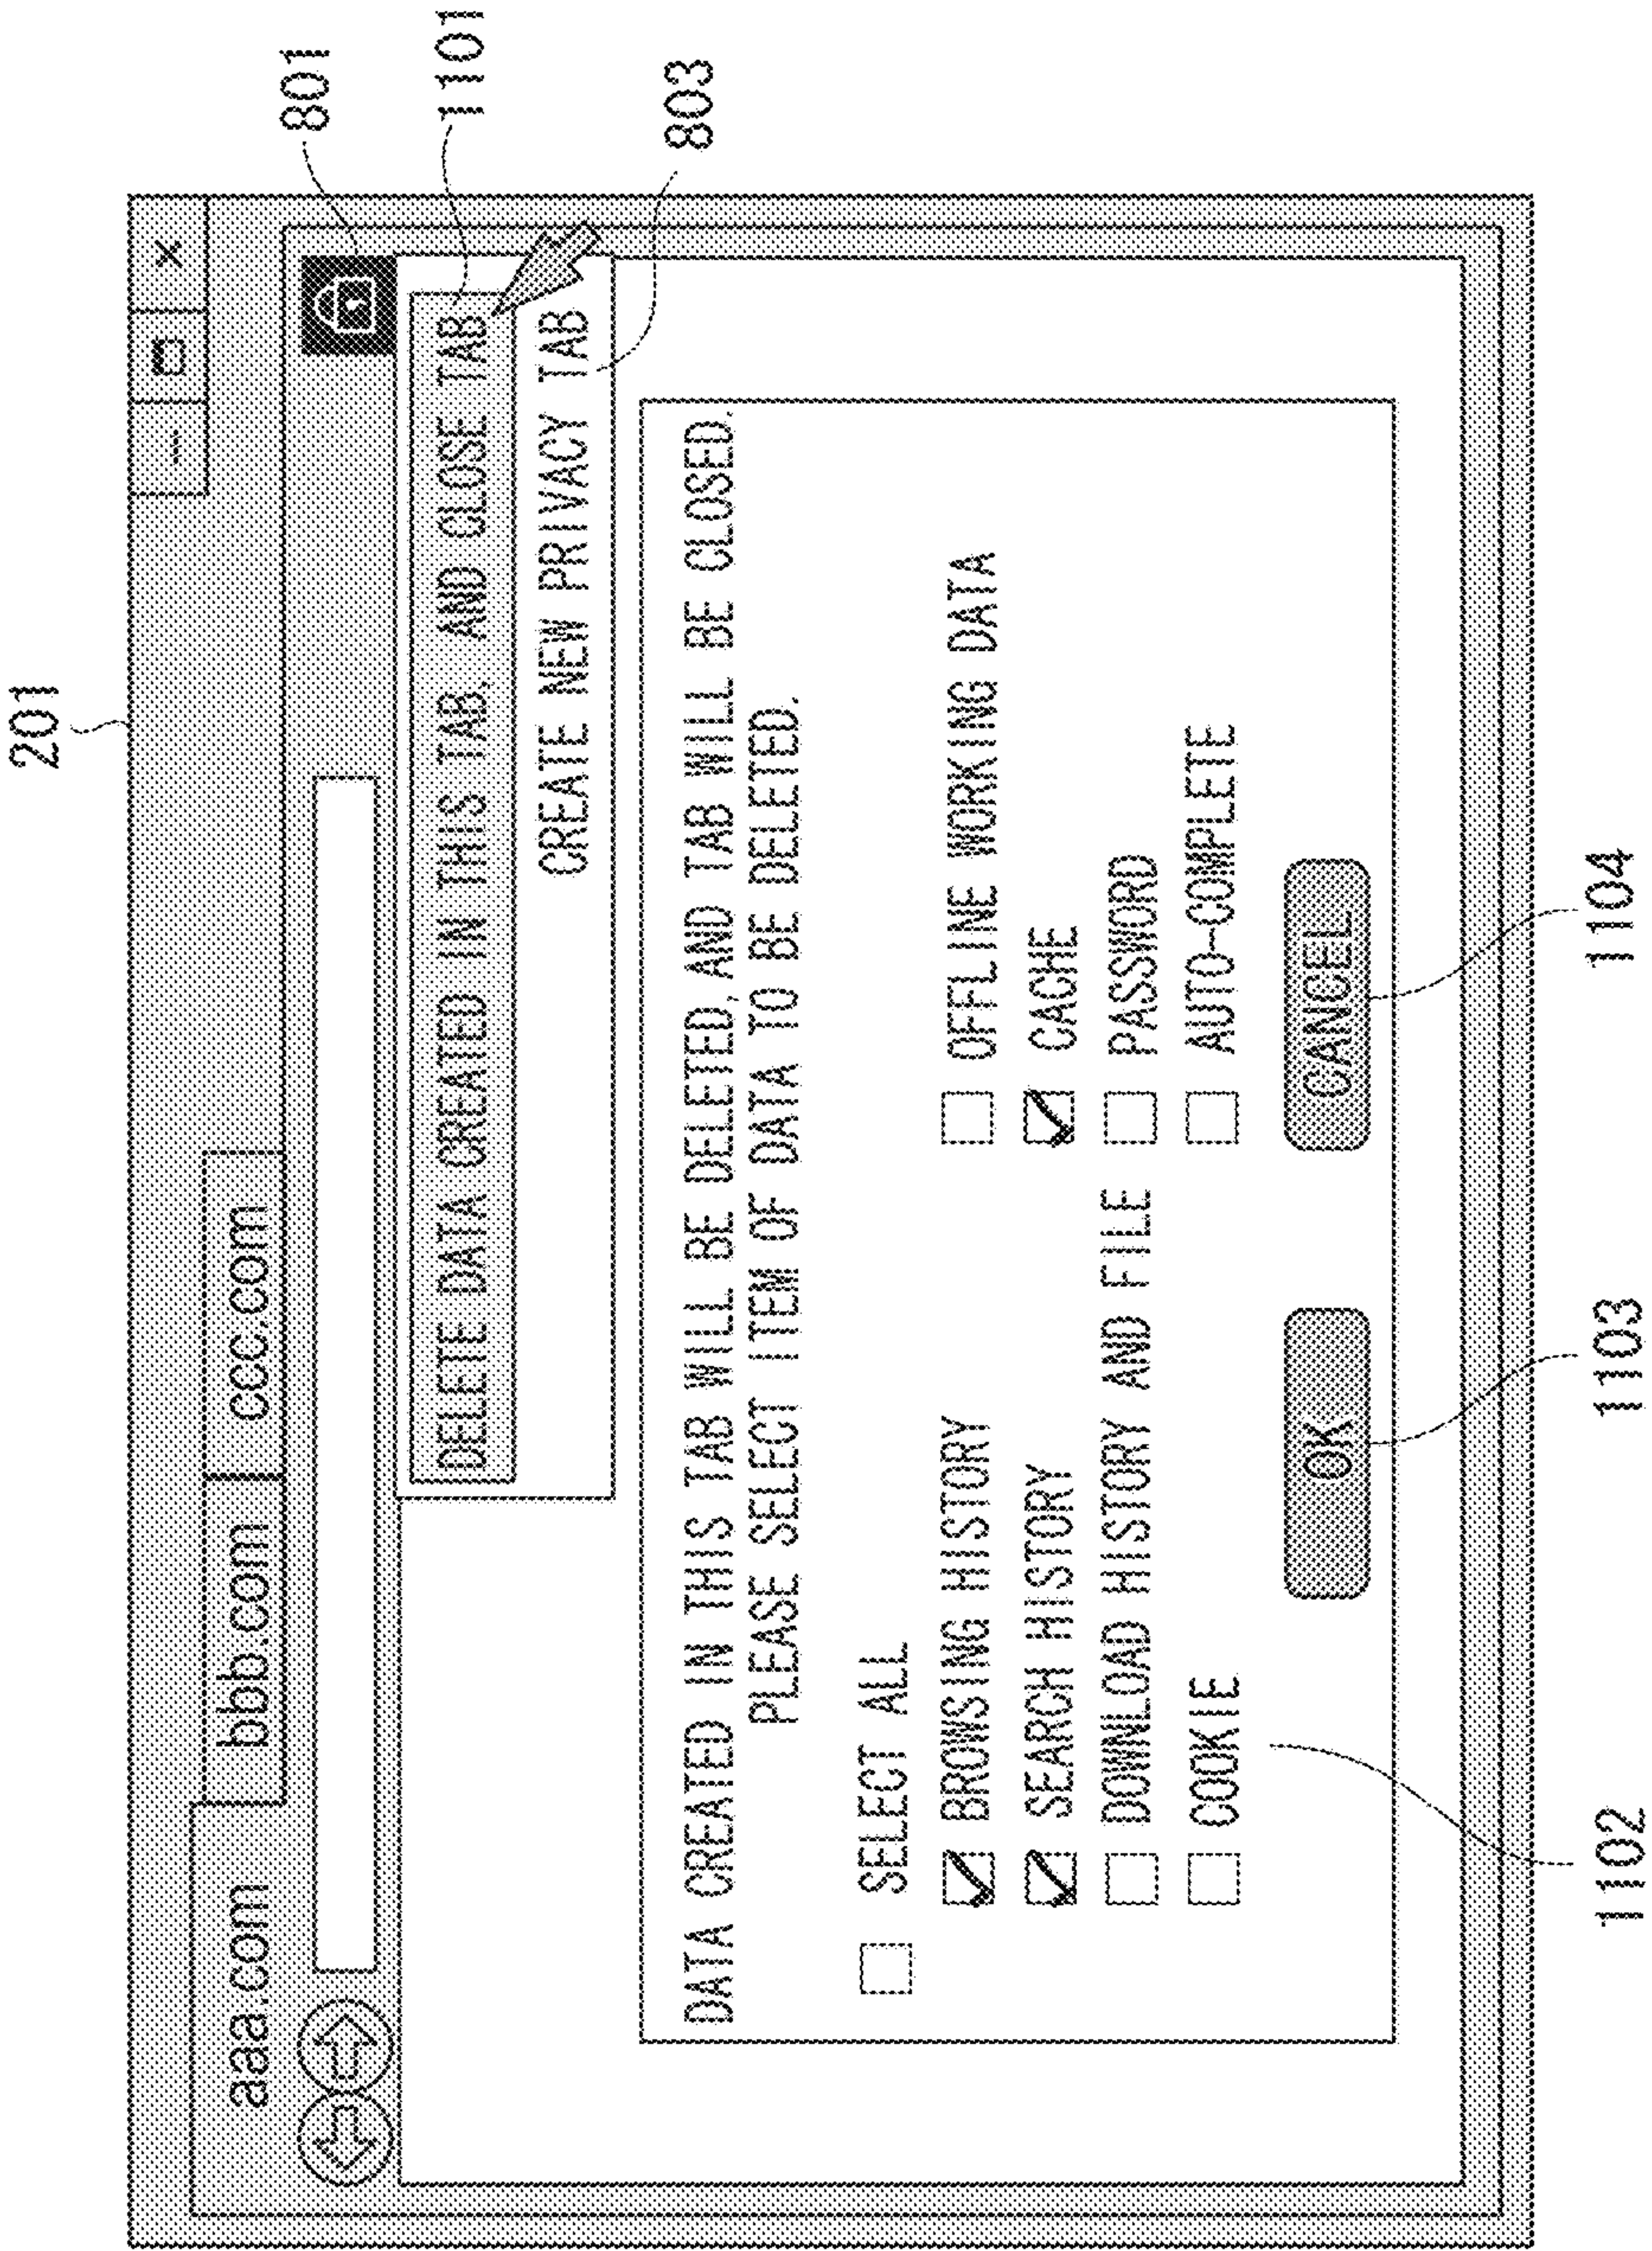 201
aaa.com
bbb.com
ccc.com
801
DELETE DATA CREATED IN THIS TAB, AND CLOSE TAB
1101
CREATE NEW PRIVACY TAB
803
DATA CREATED IN THIS TAB WILL BE DELETED, AND TAB WILL BE CLOSED.
PLEASE SELECT ITEM OF DATA TO BE DELETED.
SELECT ALL
BROWSING HISTORY
OFFLINE WORKING DATA
SEARCH HISTORY
CACHE
DOWNLOAD HISTORY AND FILE
PASSWORD
COOKIE
AUTO-COMPLETE
OK
CANCEL
1102
1103
1104